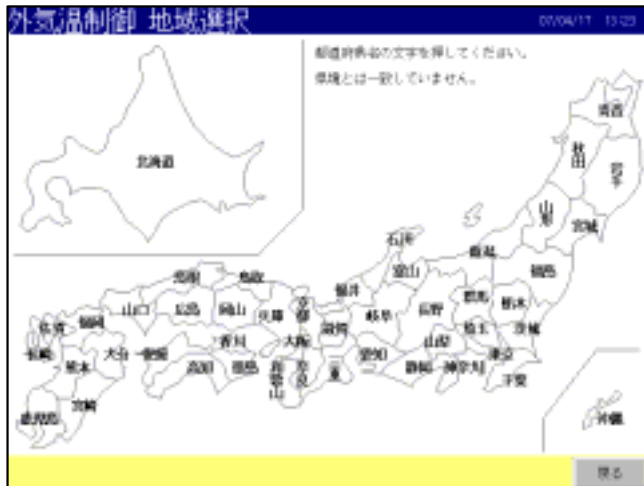 外気温制御 地域選択
07/04/17 13:23
都道府県名の文字を押してください。
県境とは一致していません。
北海道
青森
秋田
岩手
山形
宮城
石川
新潟
富山
福島
島根
鳥取
福井
群馬
栃木
山口
広島
岡山
兵庫
京都
滋賀
岐阜
長野
埼玉
茨城
佐賀
福岡
香川
大阪
愛知
山梨
東京
長崎
熊本
大分
愛媛
高知
徳島
和歌山
奈良
三重
静岡
神奈川
千葉
鹿児島
宮崎
沖縄
戻る